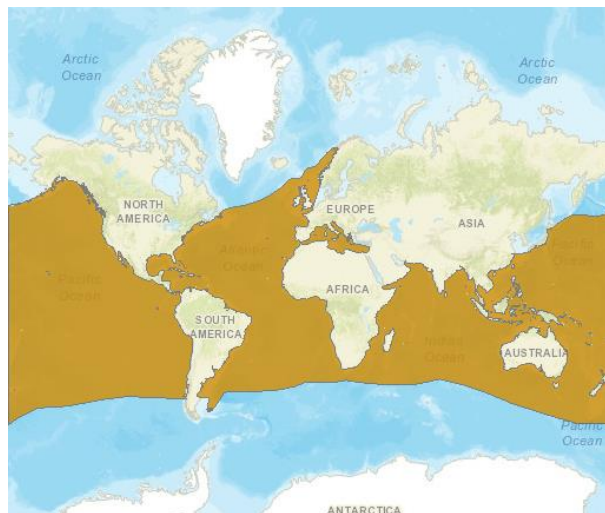 Arctic
Ocean
Arctic
Ocean
NORTH
AMERICA
EUROPE
ASIA
Atlantic
Ocean
Pacific
Ocean
Pacific
Ocean
AFRICA
SOUTH
AMERICA
Indian
Ocean
AUSTRALIA
Pacific
Ocean
ANTARCTICA